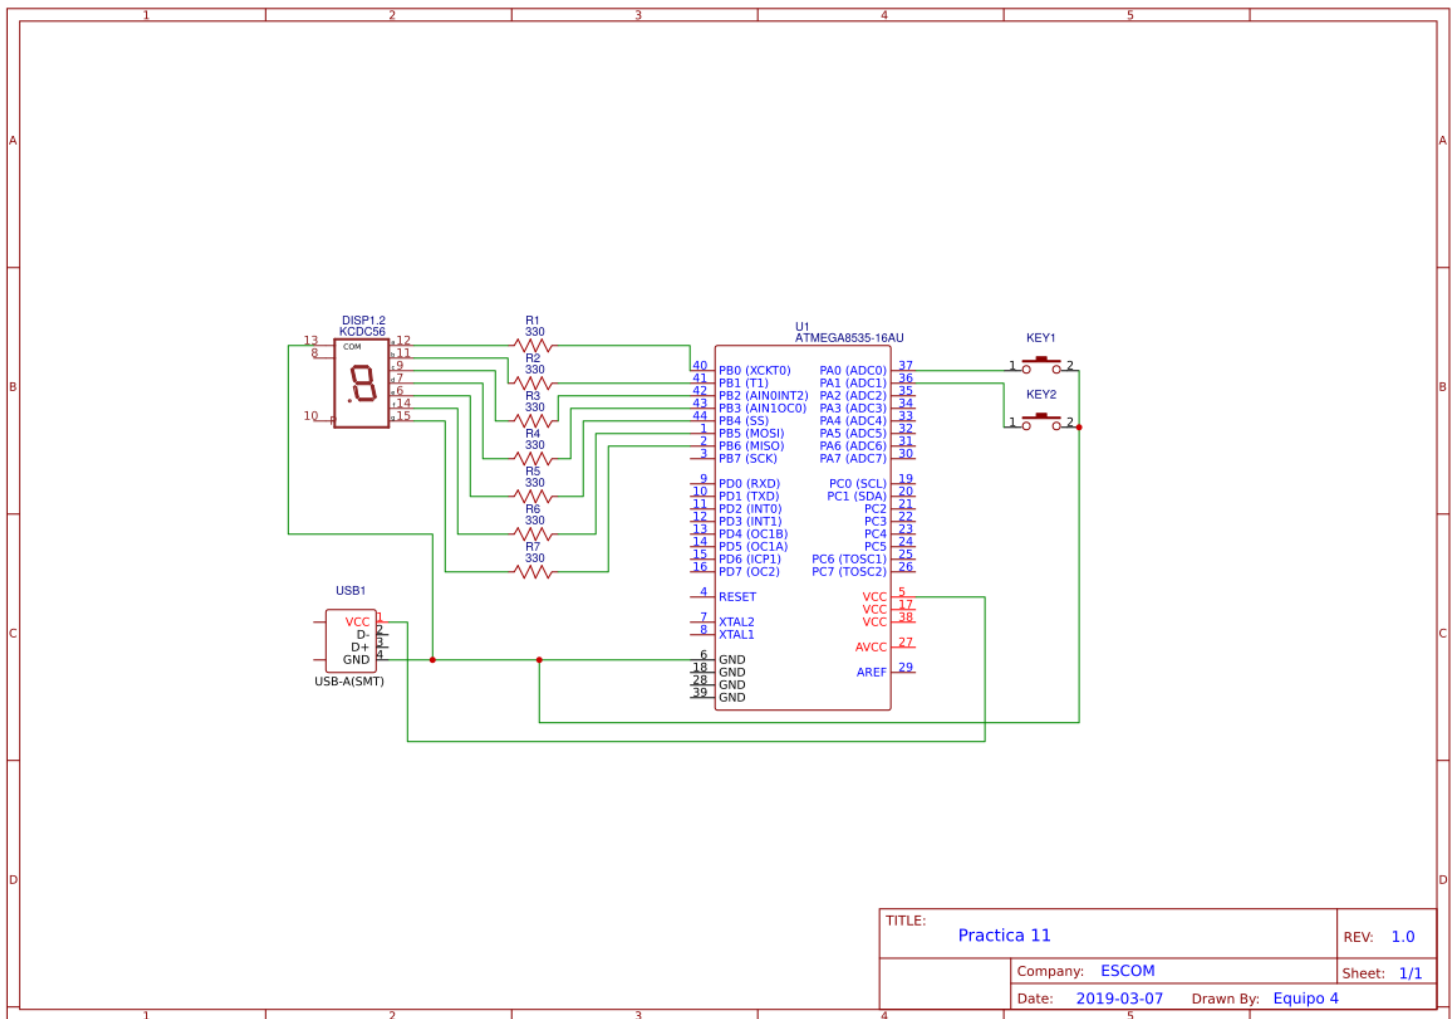 1 2 3 4 5
A A
B B
C C
D D
DISP1.2
KCDC56
COM
13 12
8 11
9
7
6
14
10 15
R1
330
R2
330
R3
330
R4
330
R5
330
R6
330
R7
330
U1
ATMEGA8535-16AU
40 PB0 (XCKT0) PA0 (ADC0) 37
41 PB1 (T1) PA1 (ADC1) 36
42 PB2 (AIN0INT2) PA2 (ADC2) 35
43 PB3 (AIN1OC0) PA3 (ADC3) 34
44 PB4 (SS) PA4 (ADC4) 33
1 PB5 (MOSI) PA5 (ADC5) 32
2 PB6 (MISO) PA6 (ADC6) 31
3 PB7 (SCK) PA7 (ADC7) 30
9 PD0 (RXD) PC0 (SCL) 19
10 PD1 (TXD) PC1 (SDA) 20
11 PD2 (INT0) PC2 21
12 PD3 (INT1) PC3 22
13 PD4 (OC1B) PC4 23
14 PD5 (OC1A) PC5 24
15 PD6 (ICP1) PC6 (TOSC1) 25
16 PD7 (OC2) PC7 (TOSC2) 26
4 RESET VCC 5
VCC 17
7 XTAL2 VCC 38
8 XTAL1
AVCC 27
6 GND
18 GND AREF 29
28 GND
39 GND
KEY1
1 2
KEY2
1 2
USB1
VCC 1
D- 2
D+ 3
GND 4
USB-A(SMT)
TITLE:
Practica 11
REV: 1.0
Company: ESCOM
Sheet: 1/1
Date: 2019-03-07 Drawn By: Equipo 4
1 2 3 4 5